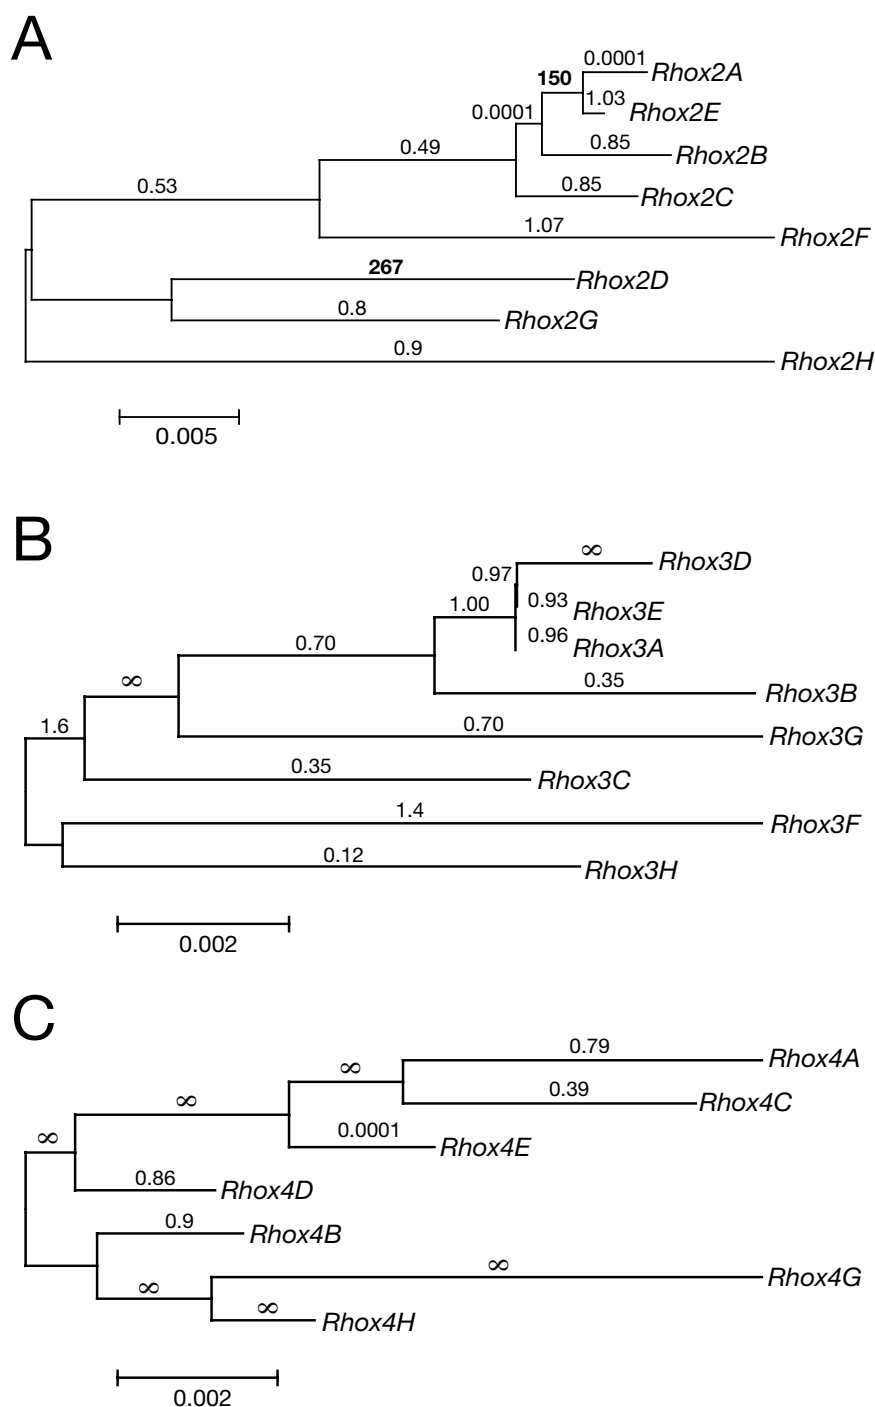 A
0.0001
Rhox2A
150
1.03
Rhox2E
0.0001
0.85
Rhox2B
0.49
0.85
Rhox2C
0.53
1.07
Rhox2F
267
Rhox2D
0.8
Rhox2G
0.9
Rhox2H
0.005
B
∞
Rhox3D
0.97
0.93
Rhox3E
1.00
0.96
Rhox3A
0.70
0.35
Rhox3B
∞
0.70
Rhox3G
1.6
0.35
Rhox3C
1.4
Rhox3F
0.12
Rhox3H
0.002
C
0.79
Rhox4A
∞
0.39
Rhox4C
∞
0.0001
Rhox4E
∞
0.86
Rhox4D
0.9
Rhox4B
∞
Rhox4G
∞
∞
Rhox4H
0.002